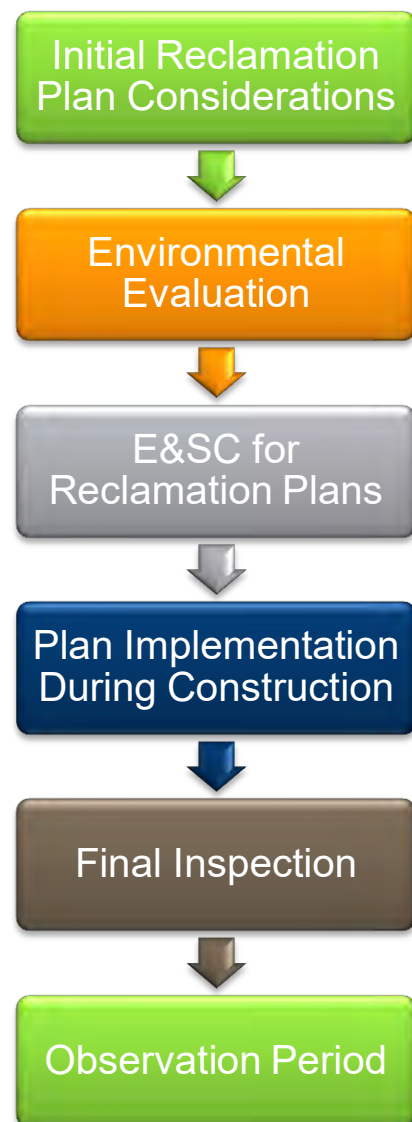 Initial Reclamation
Plan Considerations
Environmental
Evaluation
E&SC for
Reclamation Plans
Plan Implementation
During Construction
Final Inspection
Observation Period